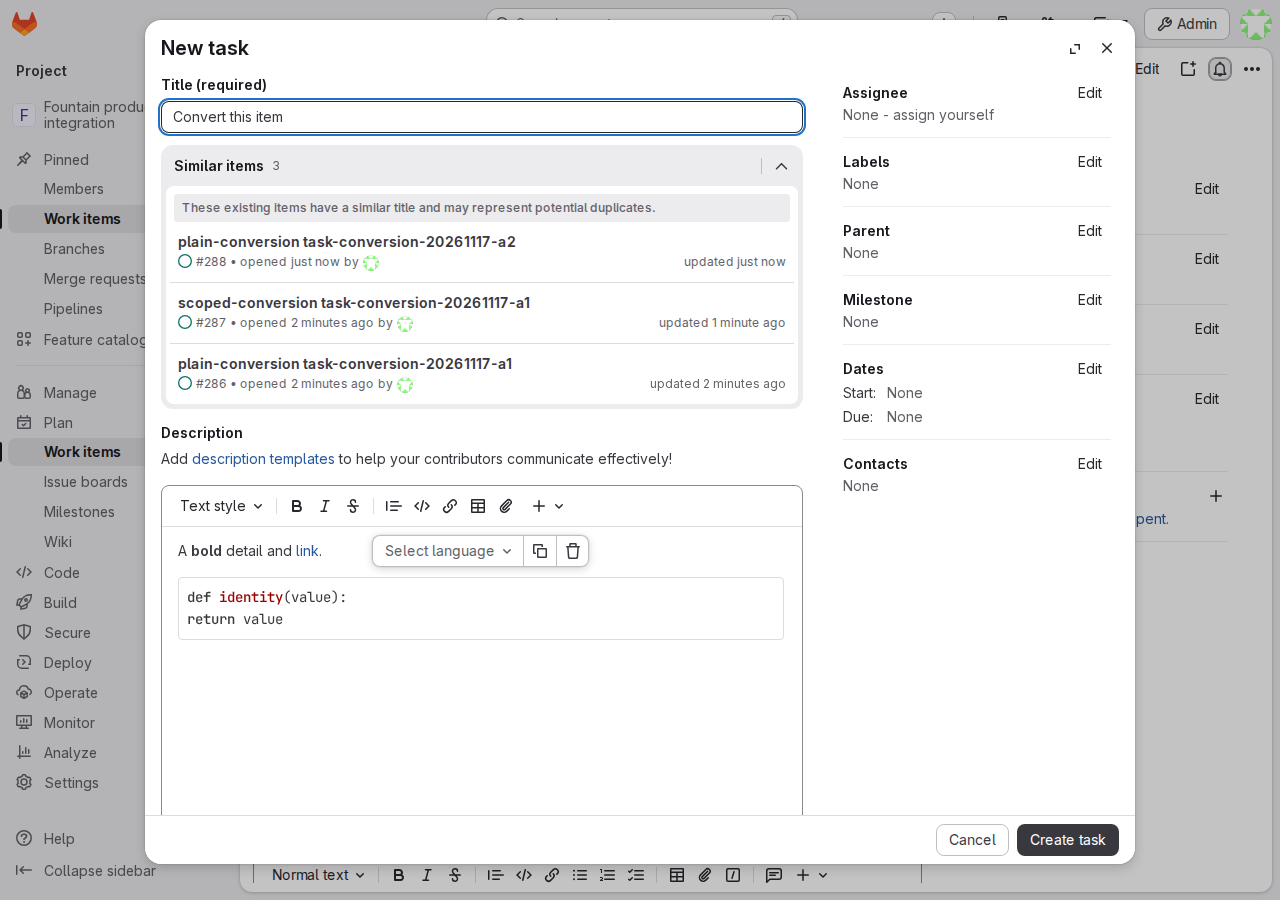 Admin
New task
Project
Edit
Title (required)
Convert this item
Assignee
Edit
None - assign yourself
F
Fountain produ
integration
Similar items 3
Labels
Edit
None
Pinned
Members
Edit
These existing items have a similar title and may represent potential duplicates.
Work items
plain-conversion task-conversion-20261117-a2
#288 • opened just now by
updated just now
Parent
Edit
None
Branches
Edit
Merge requests
scoped-conversion task-conversion-20261117-a1
#287 • opened 2 minutes ago by
updated 1 minute ago
Milestone
Edit
None
Pipelines
Edit
Feature catalog
plain-conversion task-conversion-20261117-a1
#286 • opened 2 minutes ago by
updated 2 minutes ago
Dates
Edit
Start: None
Due: None
Manage
Edit
Plan
Description
Add description templates to help your contributors communicate effectively!
Contacts
Edit
None
Work items
Issue boards
Milestones
Wiki
Text style
pent.
A bold detail and link.
Select language
Code
Build
def identity(value):
return value
Secure
Deploy
Operate
Monitor
Analyze
Settings
Help
Cancel
Create task
Collapse sidebar
Normal text